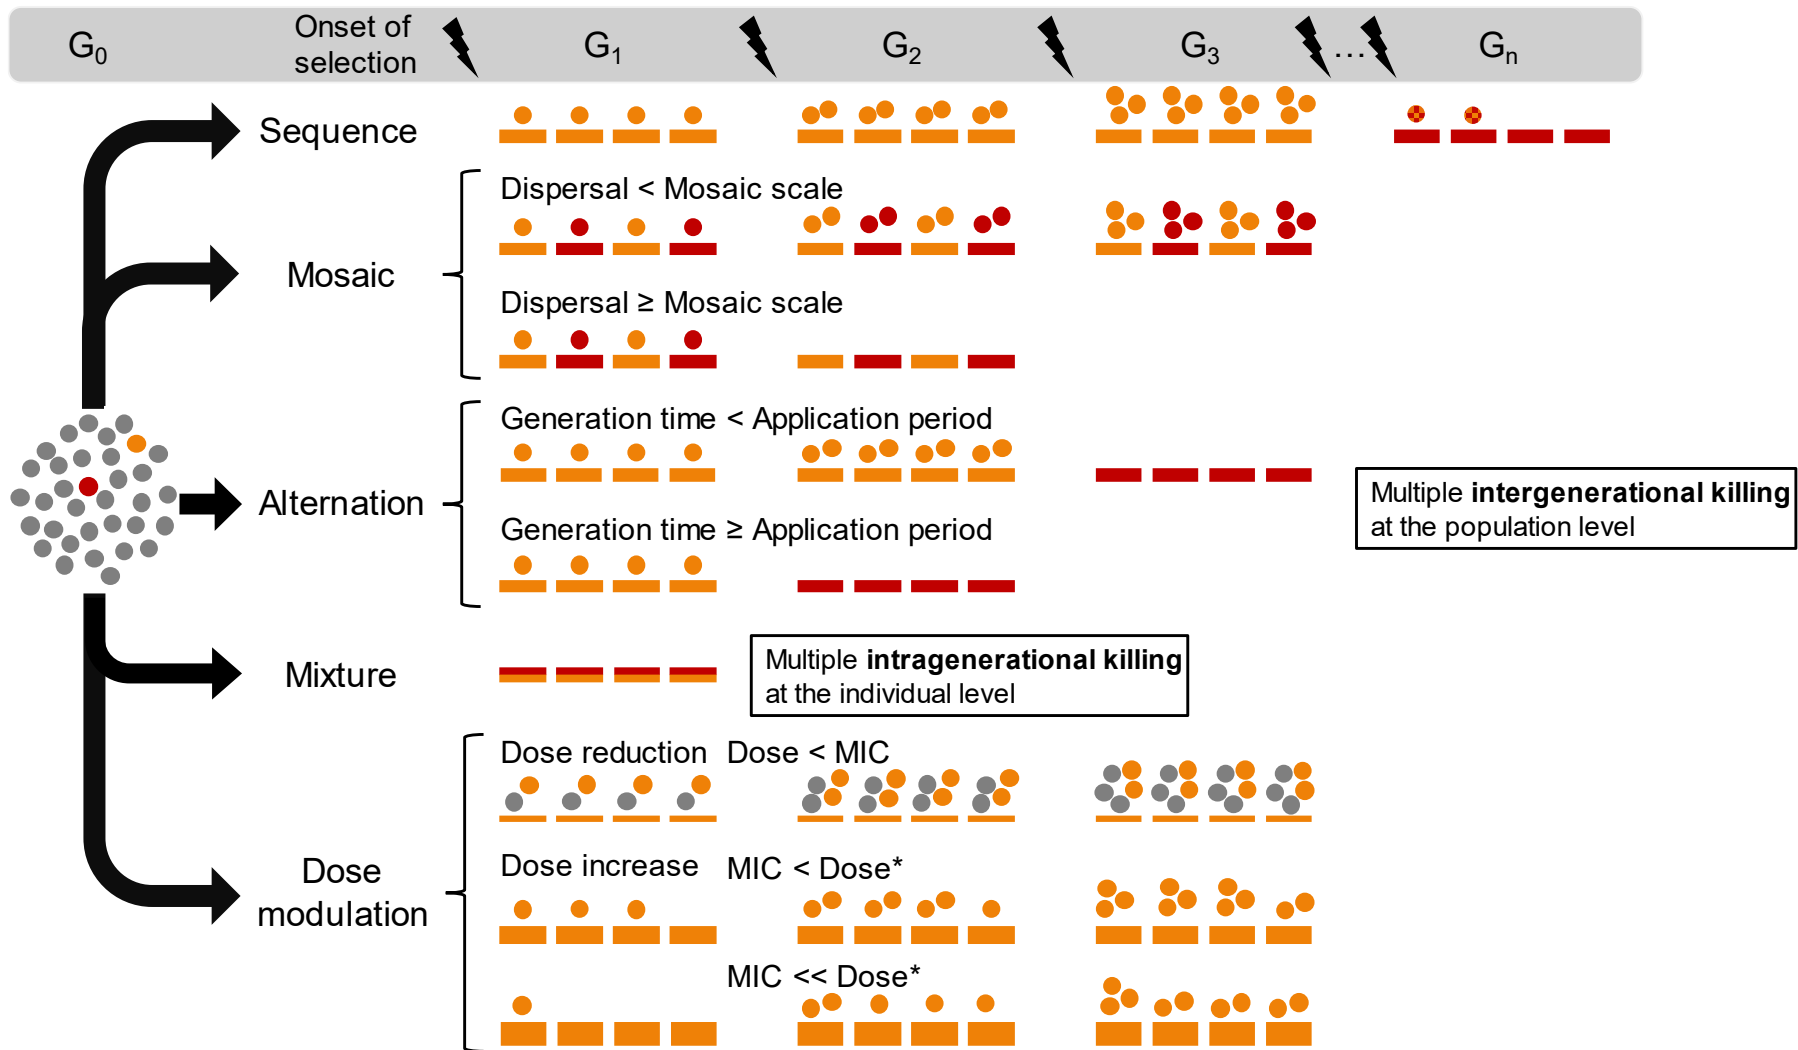 G0
Onset of
selection
G1
G2
G3
...
Gn
Sequence
Mosaic
Dispersal < Mosaic scale
Dispersal ≥ Mosaic scale
Alternation
Generation time < Application period
Generation time ≥ Application period
Multiple intergenerational killing
at the population level
Mixture
Multiple intragenerational killing
at the individual level
Dose
modulation
Dose reduction Dose < MIC
Dose increase MIC < Dose*
MIC << Dose*